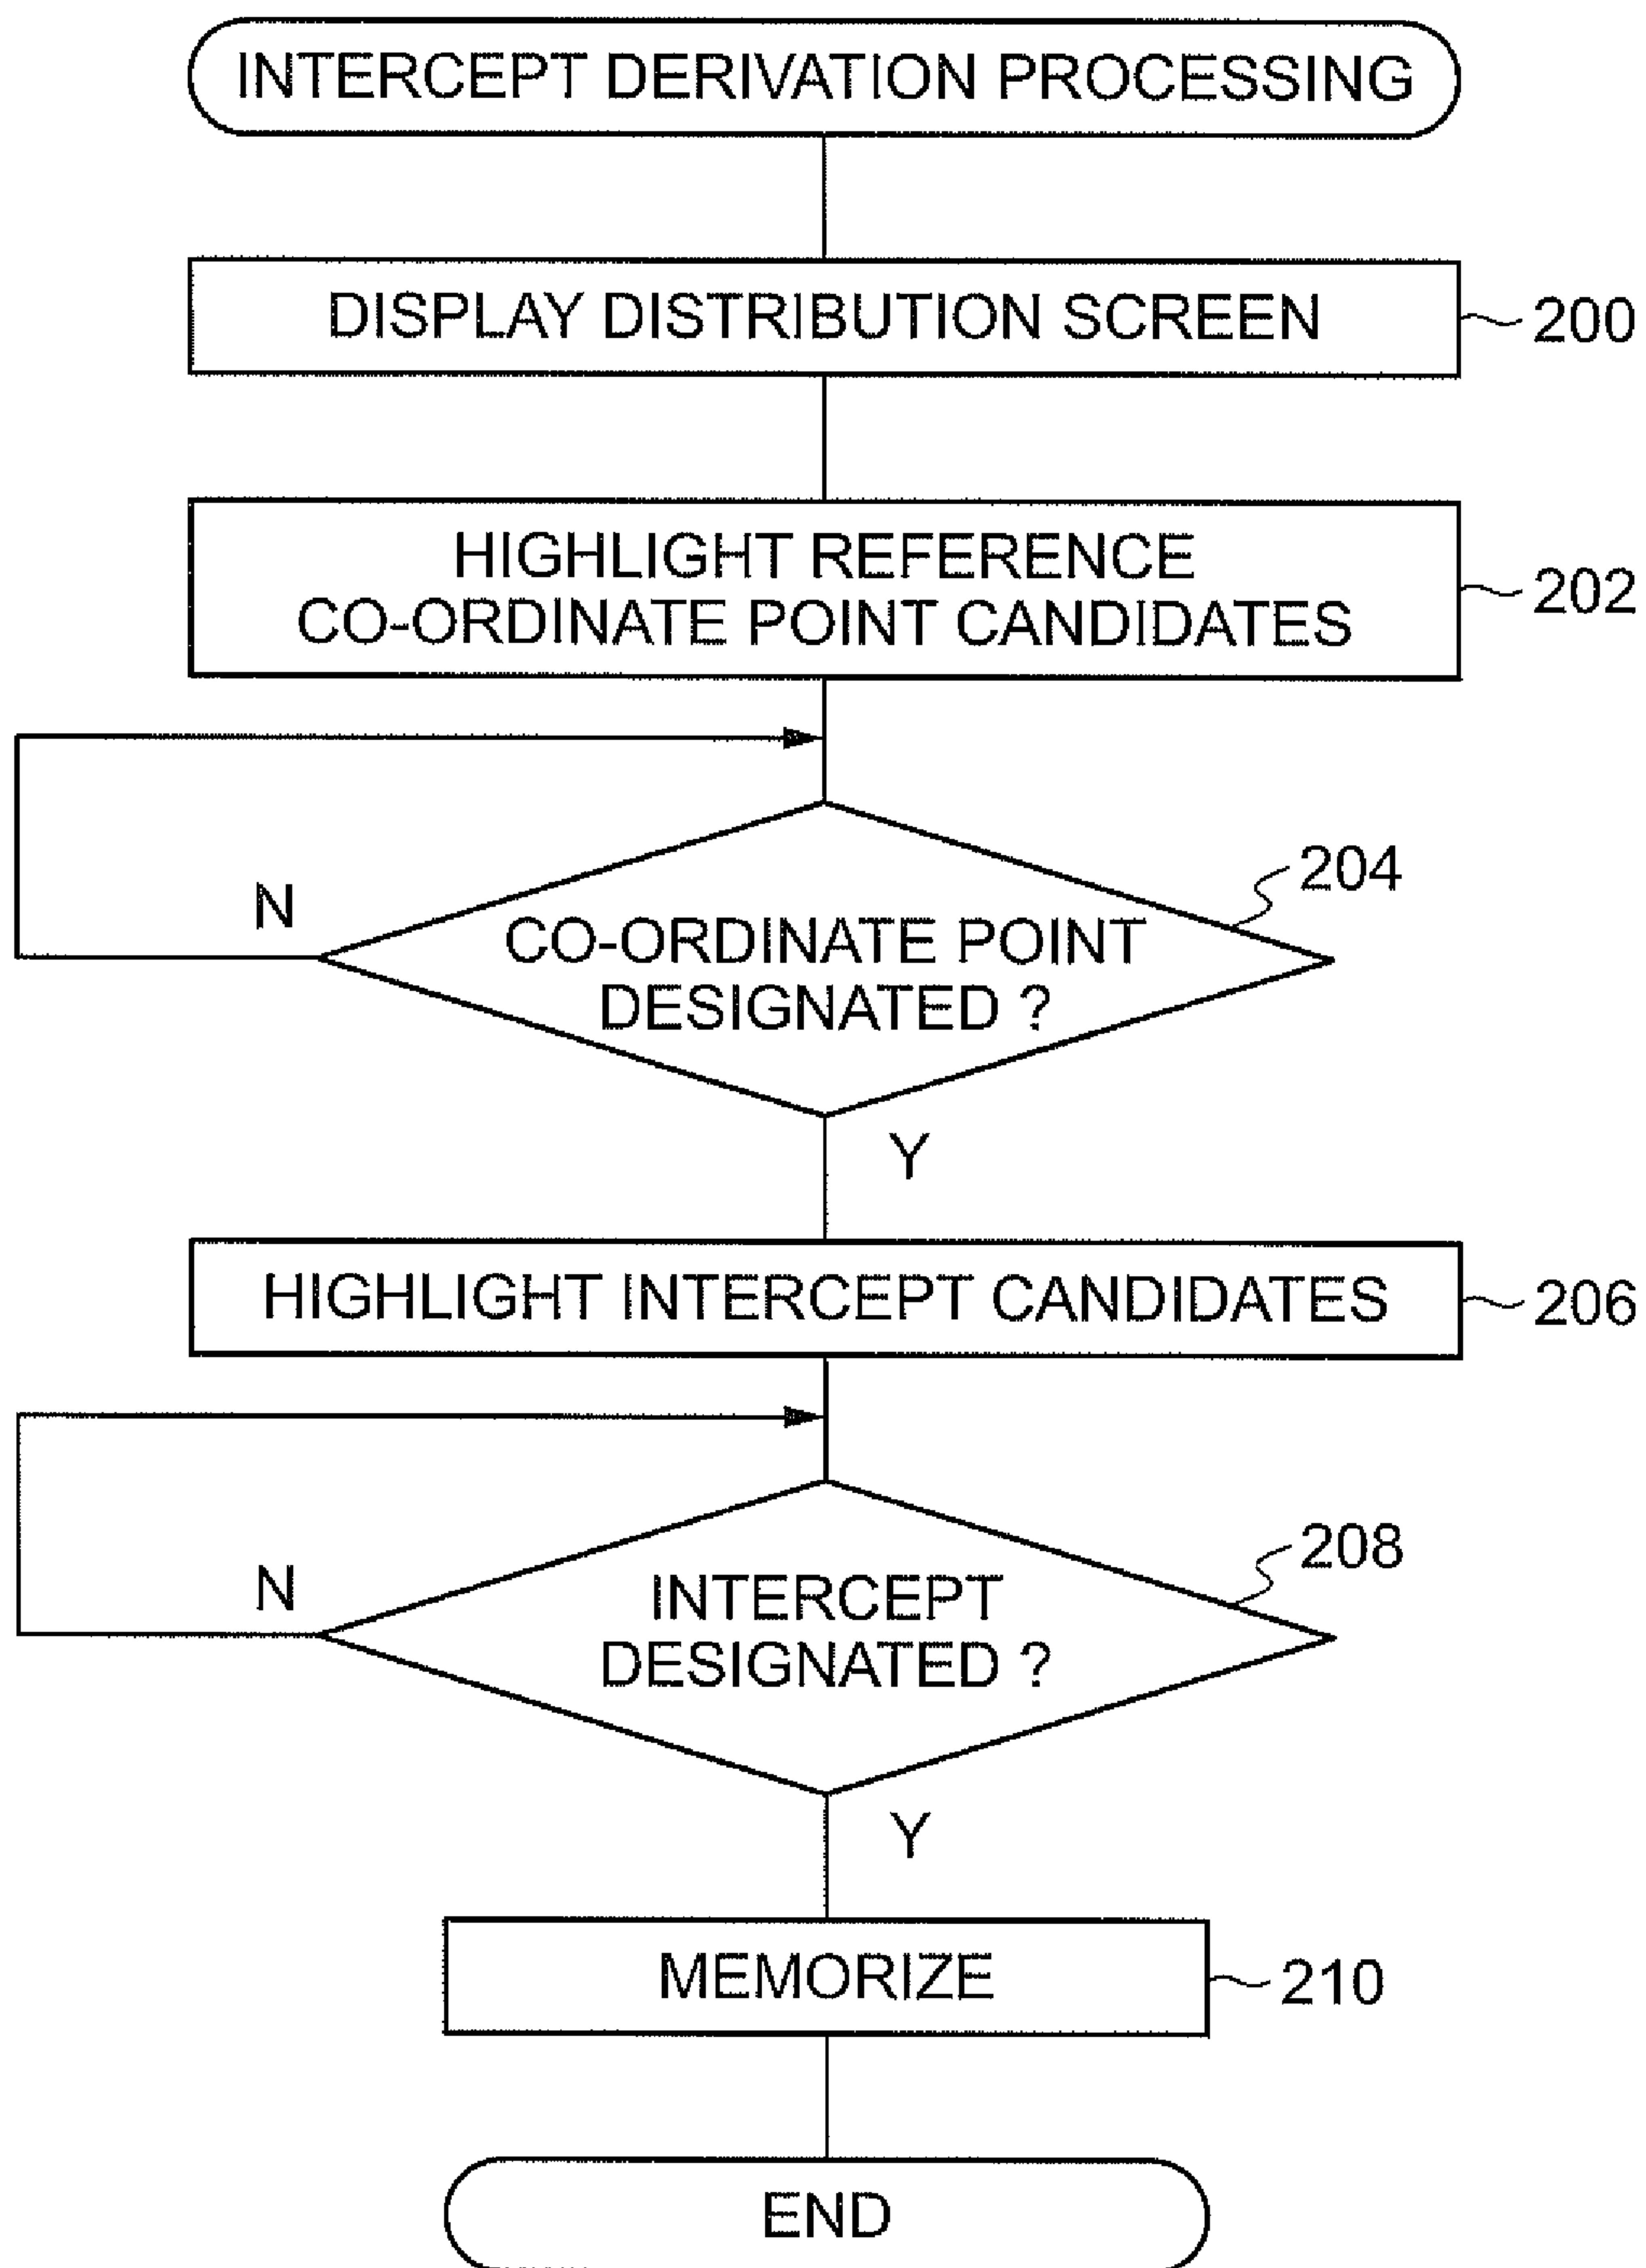 INTERCEPT DERIVATION PROCESSING
DISPLAY DISTRIBUTION SCREEN
200
HIGHLIGHT REFERENCE
CO-ORDINATE POINT CANDIDATES
202
204
N
CO-ORDINATE POINT
DESIGNATED ?
Y
HIGHLIGHT INTERCEPT CANDIDATES
206
208
N
INTERCEPT
DESIGNATED ?
Y
MEMORIZE
210
END